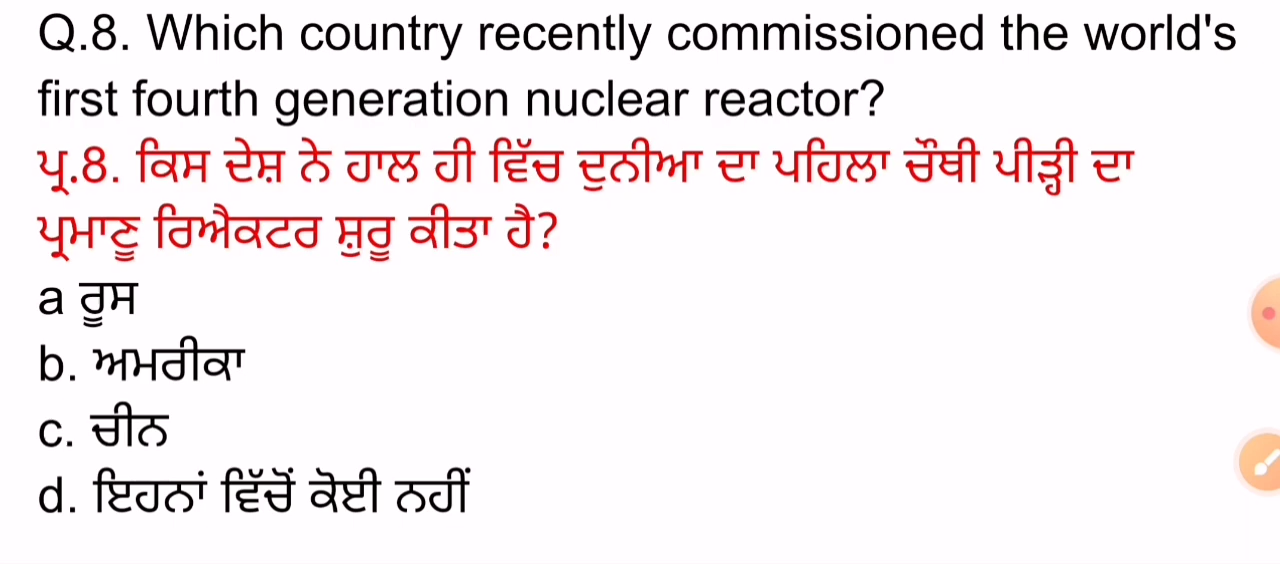 Q.8. Which country recently commissioned the world's
first fourth generation nuclear reactor?
ਪ੍ਰ.8. ਕਿਸ ਦੇਸ਼ ਨੇ ਹਾਲ ਹੀ ਵਿੱਚ ਦੁਨੀਆ ਦਾ ਪਹਿਲਾ ਚੌਥੀ ਪੀੜ੍ਹੀ ਦਾ
ਪ੍ਰਮਾਣੂ ਰਿਐਕਟਰ ਸ਼ੁਰੂ ਕੀਤਾ ਹੈ?
a ਰੂਸ
b. ਅਮਰੀਕਾ
c. ਚੀਨ
d. ਇਹਨਾਂ ਵਿੱਚੋਂ ਕੋਈ ਨਹੀਂ